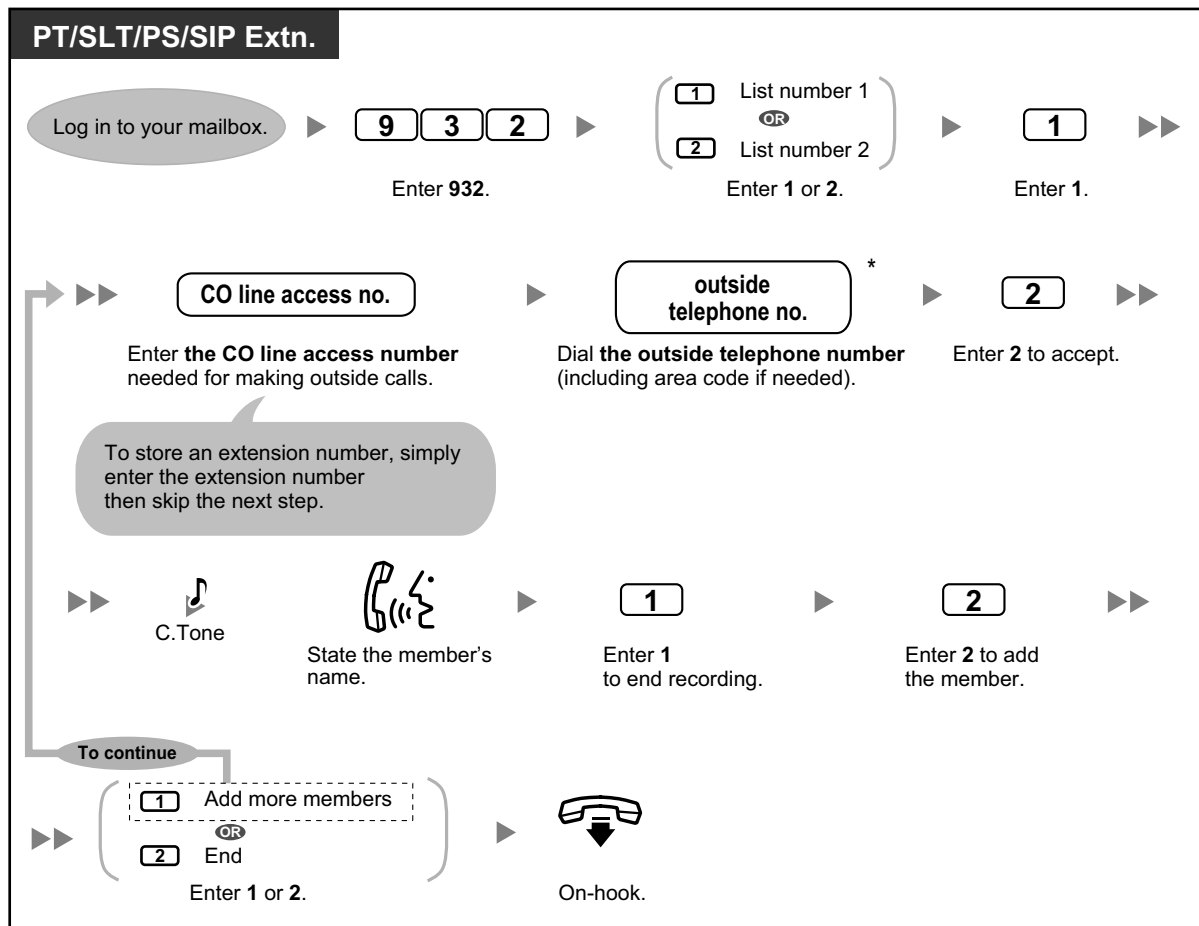 PT/SLT/PS/SIP Extn.
Log in to your mailbox.
9 3 2
Enter 932.
1 List number 1
OR
2 List number 2
Enter 1 or 2.
1
Enter 1.
CO line access no.
Enter the CO line access number
needed for making outside calls.
To store an extension number, simply
enter the extension number
then skip the next step.
outside
telephone no.
*
Dial the outside telephone number
(including area code if needed).
2
Enter 2 to accept.
C.Tone
State the member's
name.
1
Enter 1
to end recording.
2
Enter 2 to add
the member.
To continue
1 Add more members
OR
2 End
Enter 1 or 2.
On-hook.